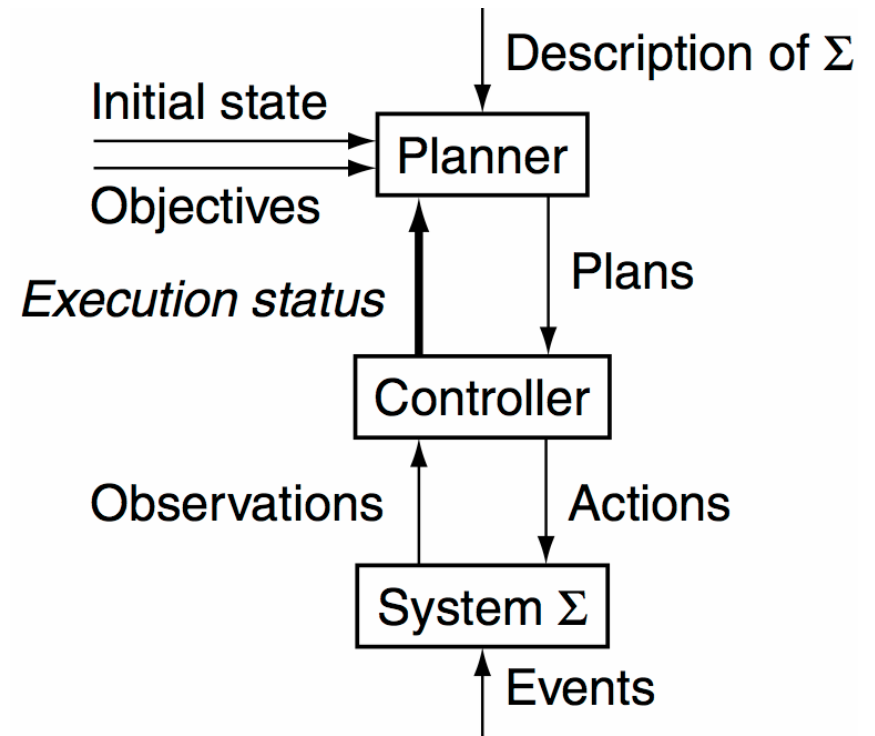 Description of Σ
Initial state
Planner
Objectives
Plans
Execution status
Controller
Observations
Actions
System Σ
Events